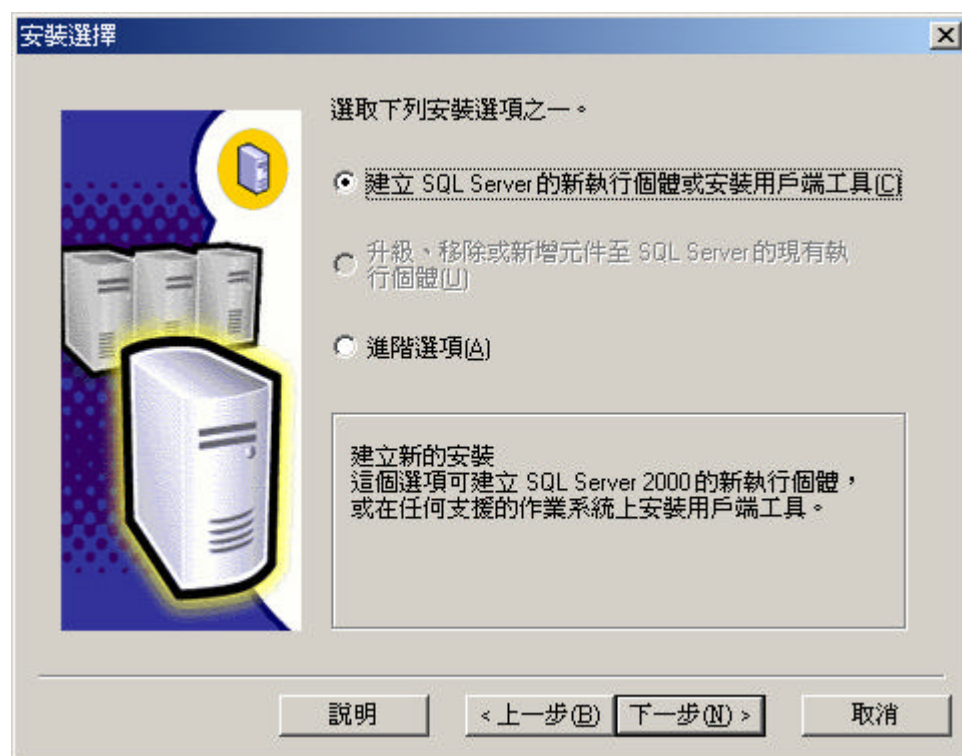 安裝選擇
選取下列安裝選項之一。
建立 SQL Server的新執行個體或安裝用戶端工具(C)
升級、移除或新增元件至 SQL Server的現有執
行個體(U)
進階選項(A)
建立新的安裝
這個選項可建立 SQL Server 2000的新執行個體，
或在任何支援的作業系統上安裝用戶端工具。
說明
<上一步(B)
下一步(N)>
取消